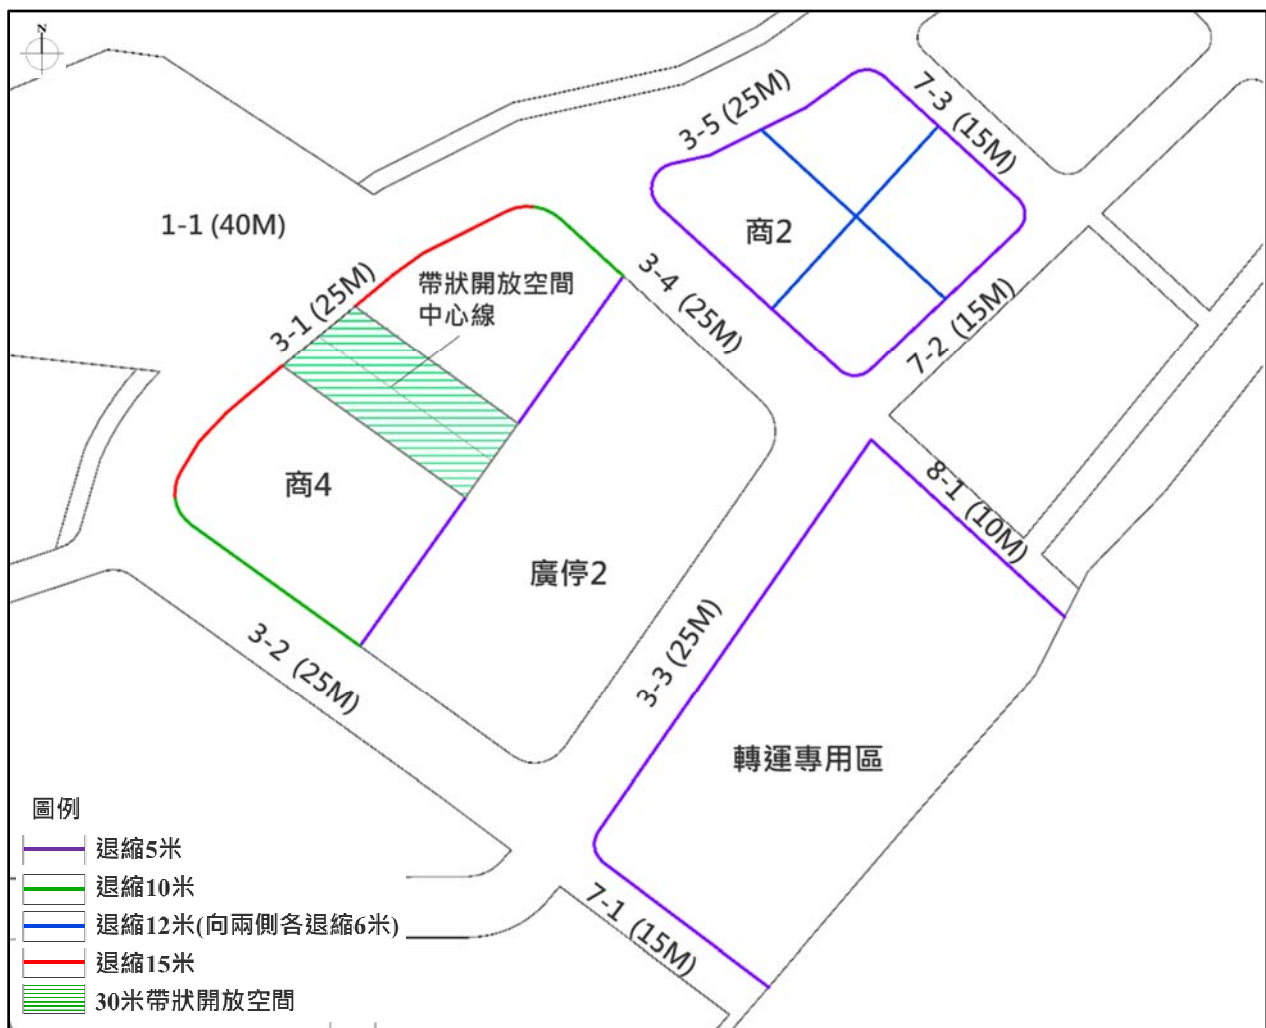 N
3-5 (25M)
7-3 (15M)
1-1 (40M)
商2
3-4 (25M)
帶狀開放空間
中心線
3-1 (25M)
7-2 (15M)
8-1 (10M)
商4
廣停2
3-2 (25M)
3-3 (25M)
轉運專用區
7-1 (15M)
圖例
退縮5米
退縮10米
退縮12米(向兩側各退縮6米)
退縮15米
30米帶狀開放空間